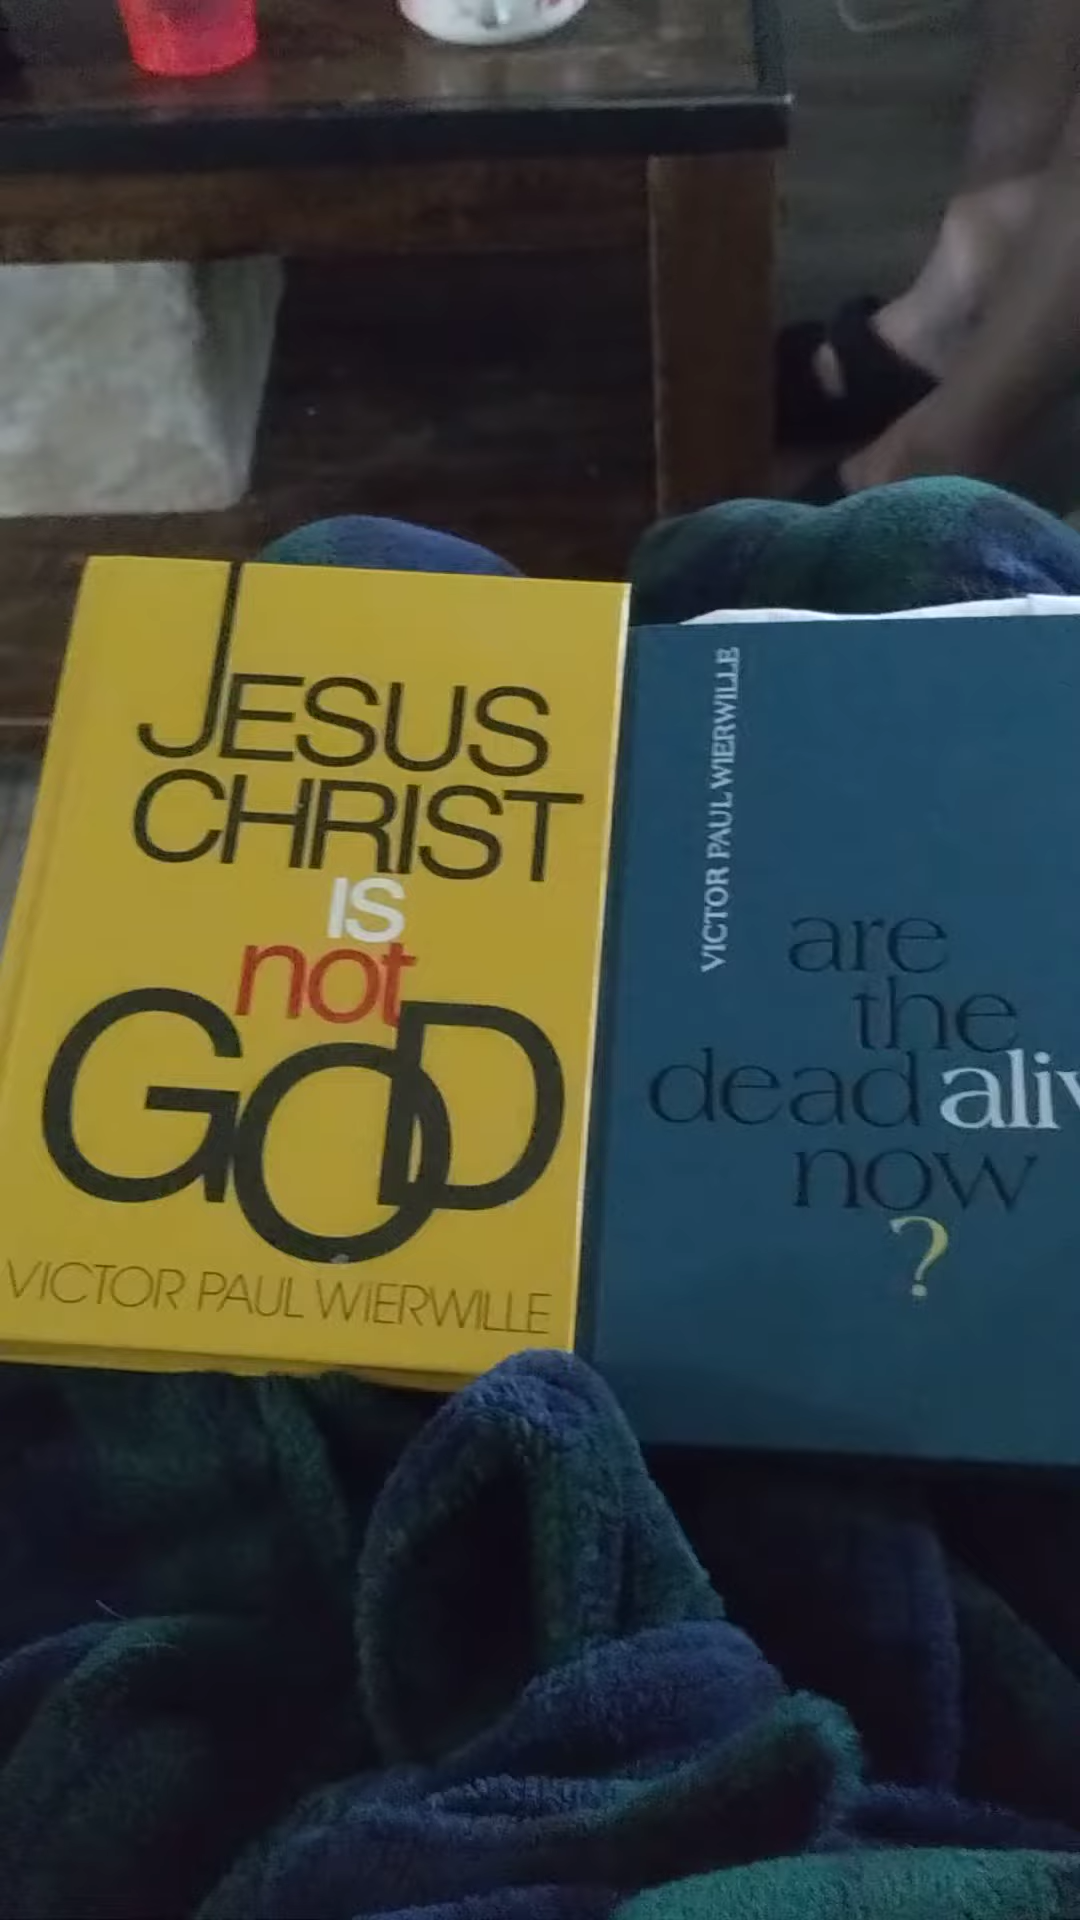 JESUS
CHRIST
IS
not
GOD
VICTOR PAUL WIERWILLE
VICTOR PAUL WIERWILLE
are
the
dead
now
?